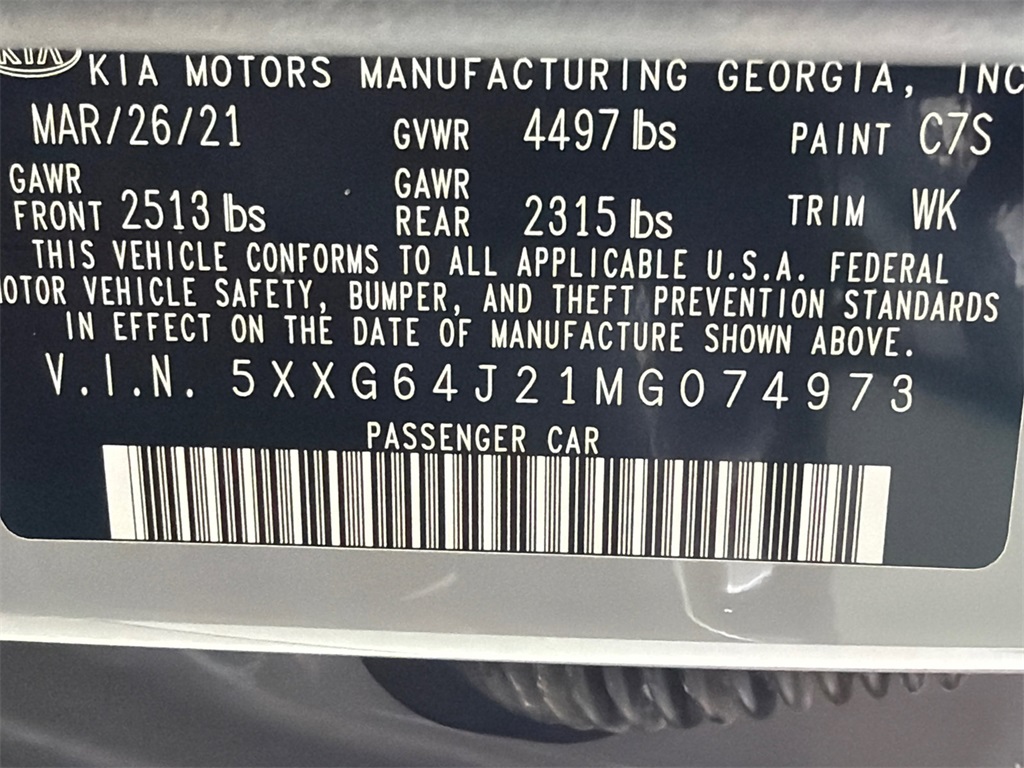 KIA
KIA MOTORS MANUFACTURING GEORGIA, INC
MAR/26/21 GVWR 4497 lbs PAINT C7S
GAWR FRONT 2513 lbs GAWR REAR 2315 lbs TRIM WK
THIS VEHICLE CONFORMS TO ALL APPLICABLE U.S.A. FEDERAL
MOTOR VEHICLE SAFETY, BUMPER, AND THEFT PREVENTION STANDARDS
IN EFFECT ON THE DATE OF MANUFACTURE SHOWN ABOVE.
V.I.N. 5XXG64J21MG074973
PASSENGER CAR